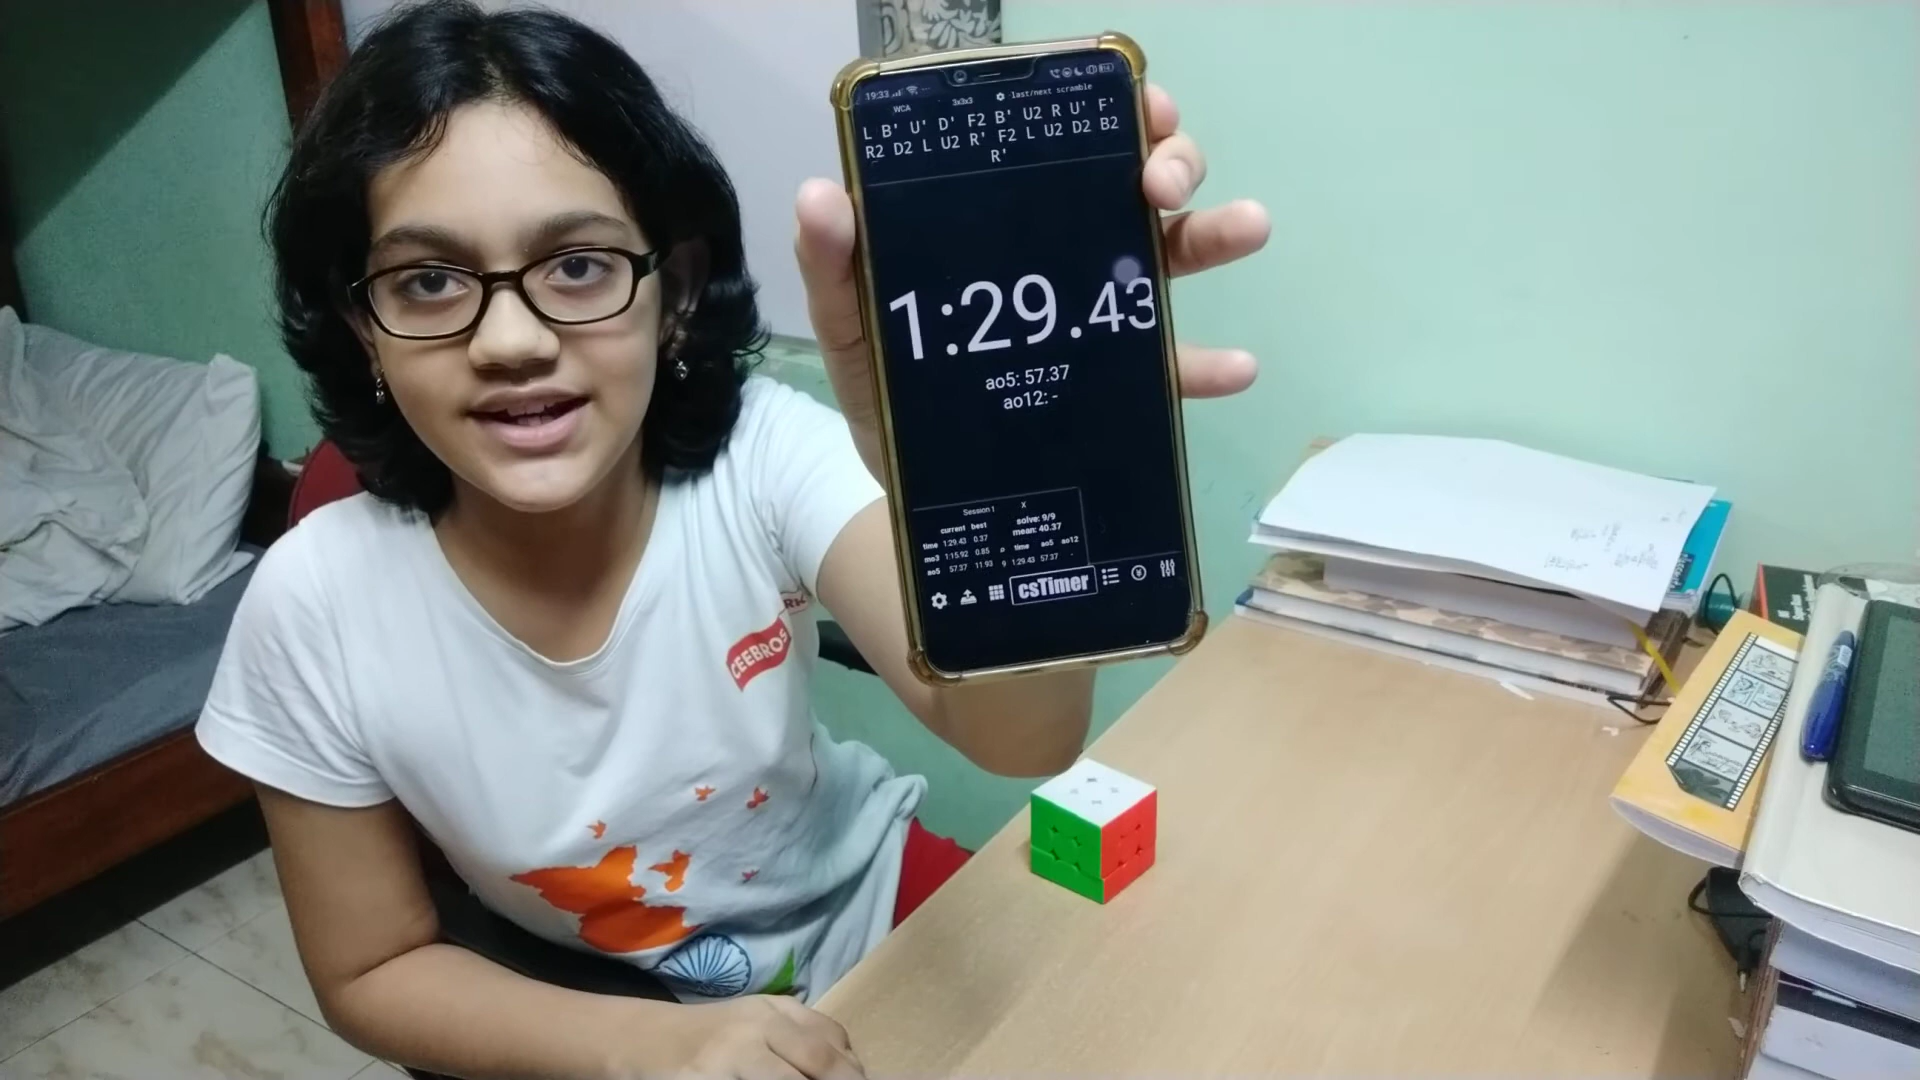 19:33
WCA 3x3x3 last/next scramble
L B' U' D' F2 B' U2 R U' F'
R2 D2 L U2 R' F2 L U2 D2 B2
R'
1:29.43
ao5: 57.37
ao12: -
Session 1 X
current best
solve: 9/9
mean: 40.37
time 1:29.43 0.37
time ao5 ao12
mo3 1:15.92 0.85
9 1:29.43 57.37 -
ao5 57.37 11.93
csTimer
CEEBROS